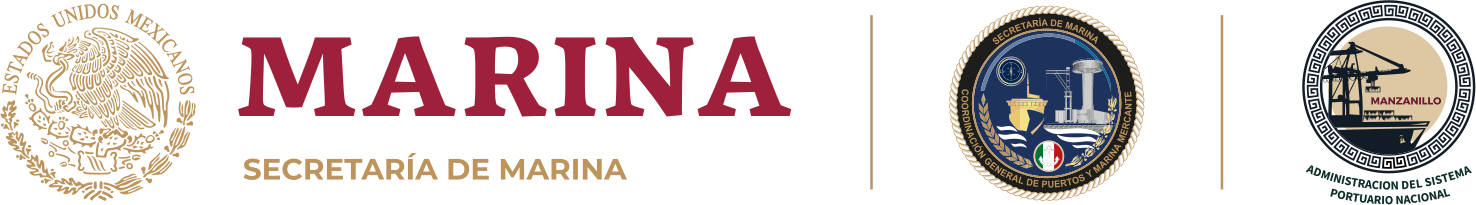 ESTADOS UNIDOS MEXICANOS
MARINA
SECRETARÍA DE MARINA
SECRETARÍA DE MARINA
COORDINACIÓN GENERAL DE PUERTOS Y MARINA MERCANTE
MANZANILLO
ADMINISTRACION DEL SISTEMA
PORTUARIO NACIONAL